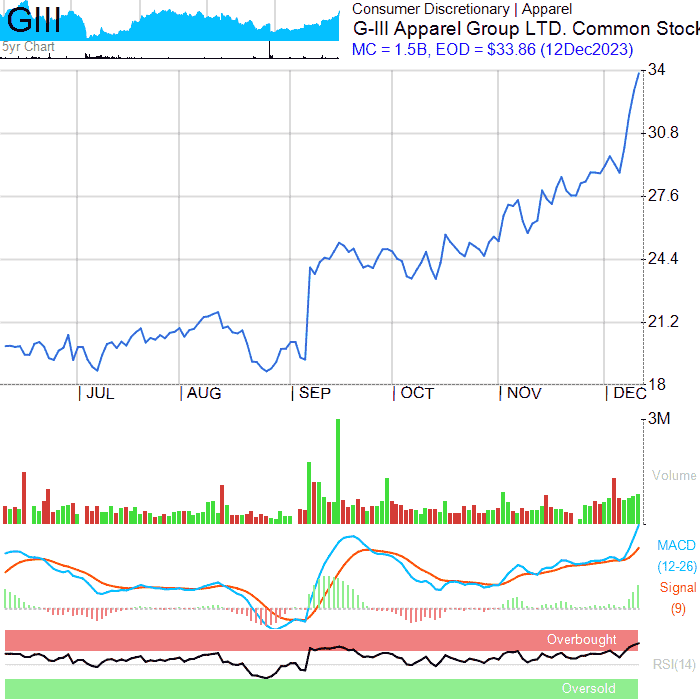 GIII
5yr Chart
Consumer Discretionary | Apparel
G-III Apparel Group LTD. Common Stock
MC = 1.5B, EOD = $33.86 (12Dec2023)
34
30.8
27.6
24.4
21.2
18
| JUL | AUG | SEP | OCT | NOV | DEC
3M
Volume
MACD
(12-26)
Signal
(9)
Overbought
RSI(14)
Oversold